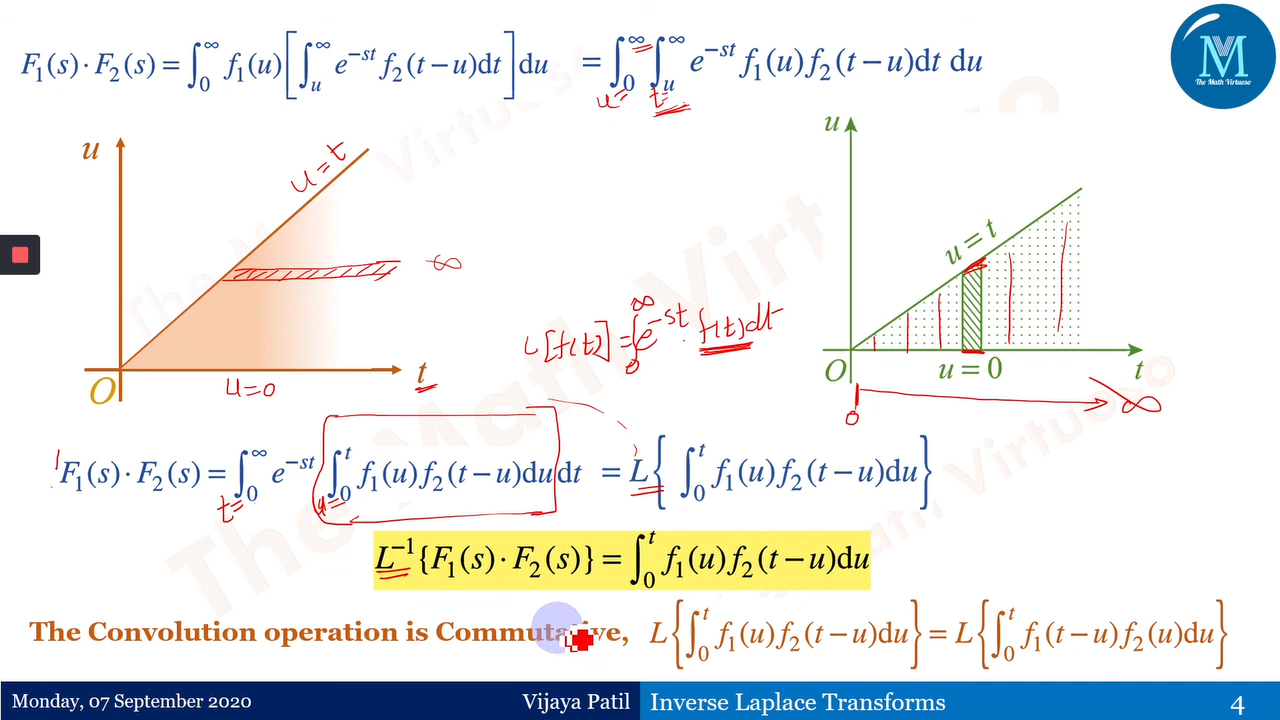 F₁(s)·F₂(s) = ∫₀^∞ f₁(u)[∫ᵤ^∞ e^{−st} f₂(t−u)dt]du = ∫₀^∞ ∫ᵤ^∞ e^{−st} f₁(u)f₂(t−u)dt du
u= t=
The Math Virtuoso
u
u=t
∞
u=0
O
t
L[f(t)] = ∫₀^∞ e^{−st}·f(t)dt
u
u = t
O
u = 0
t
0
∞
F₁(s)·F₂(s) = ∫₀^∞ e^{−st} ∫₀^t f₁(u)f₂(t−u)du dt = L{∫₀^t f₁(u)f₂(t−u)du}
t= u=
L⁻¹{F₁(s)·F₂(s)} = ∫₀^t f₁(u)f₂(t−u)du
The Convolution operation is Commutative, L{∫₀^t f₁(u)f₂(t−u)du} = L{∫₀^t f₁(t−u)f₂(u)du}
Monday, 07 September 2020 Vijaya Patil Inverse Laplace Transforms 4